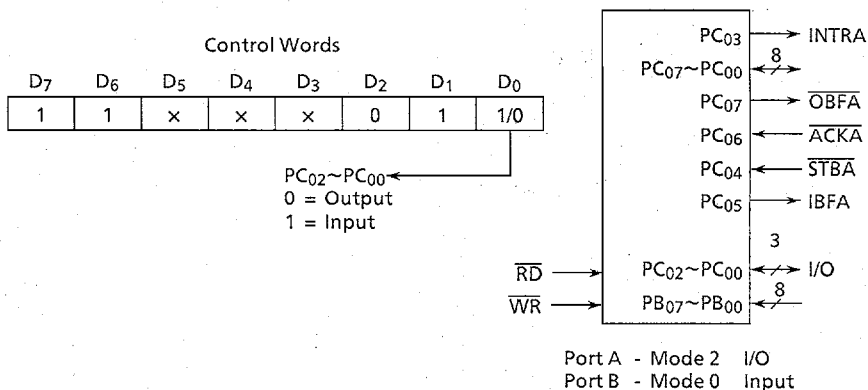 Control Words
D7 D6 D5 D4 D3 D2 D1 D0
1 1 × × × 0 1 1/0
PC02~PC00
0 = Output
1 = Input
PC03 INTRA
PC07~PC00 8
PC07 OBFA
PC06 ACKA
PC04 STBA
PC05 IBFA
3
RD PC02~PC00 I/O
WR PB07~PB00 8
Port A - Mode 2 I/O
Port B - Mode 0 Input